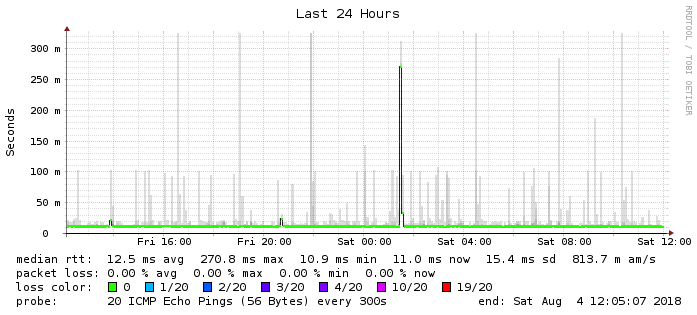 Last 24 Hours
RRDTOOL / TOBI OETIKER
Seconds
300 m
250 m
200 m
150 m
100 m
50 m
0
Fri 16:00 Fri 20:00 Sat 00:00 Sat 04:00 Sat 08:00 Sat 12:00
median rtt: 12.5 ms avg 270.8 ms max 10.9 ms min 11.0 ms now 15.4 ms sd 813.7 m am/s
packet loss: 0.00 % avg 0.00 % max 0.00 % min 0.00 % now
loss color: 0 1/20 2/20 3/20 4/20 10/20 19/20
probe: 20 ICMP Echo Pings (56 Bytes) every 300s end: Sat Aug 4 12:05:07 2018